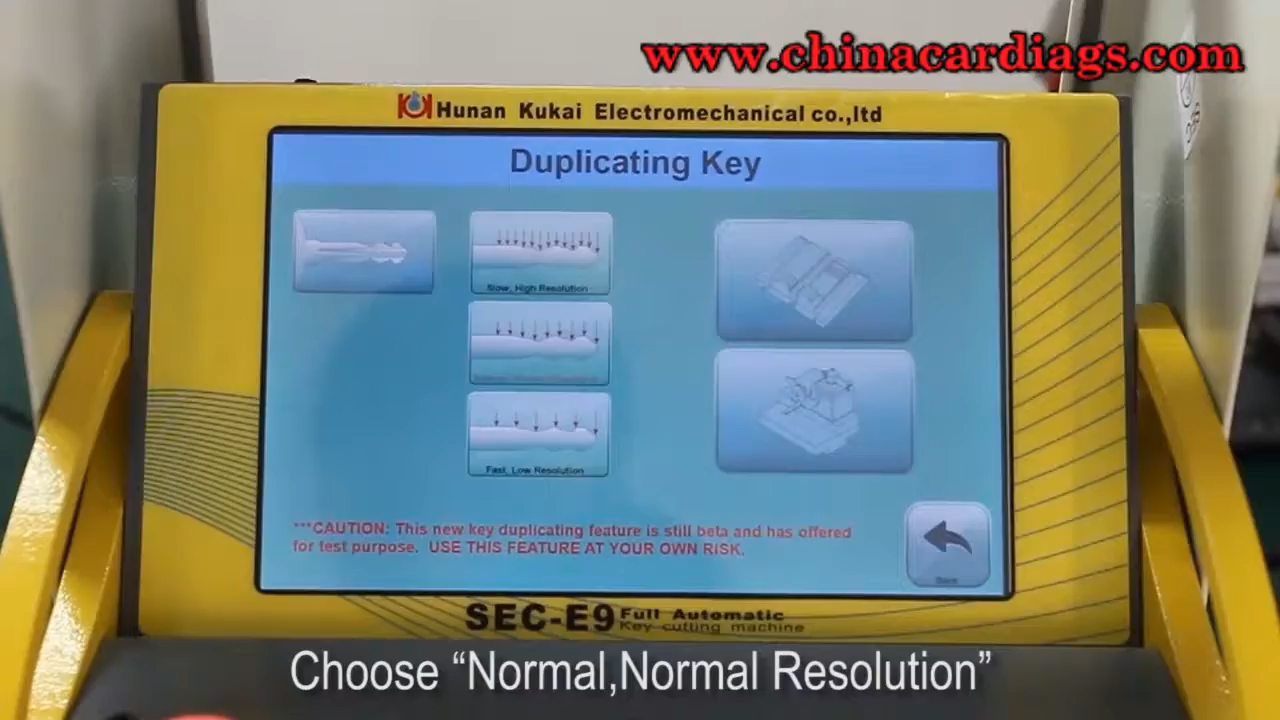 www.chinacardiags.com
Hunan Kukai Electromechanical co.,ltd
Duplicating Key
Slow, High Resolution
Fast, Low Resolution
***CAUTION: This new key duplicating feature is still beta and has offered
for test purpose. USE THIS FEATURE AT YOUR OWN RISK.
Back
SEC-E9 Full Automatic
Key cutting machine
Choose “Normal,Normal Resolution”